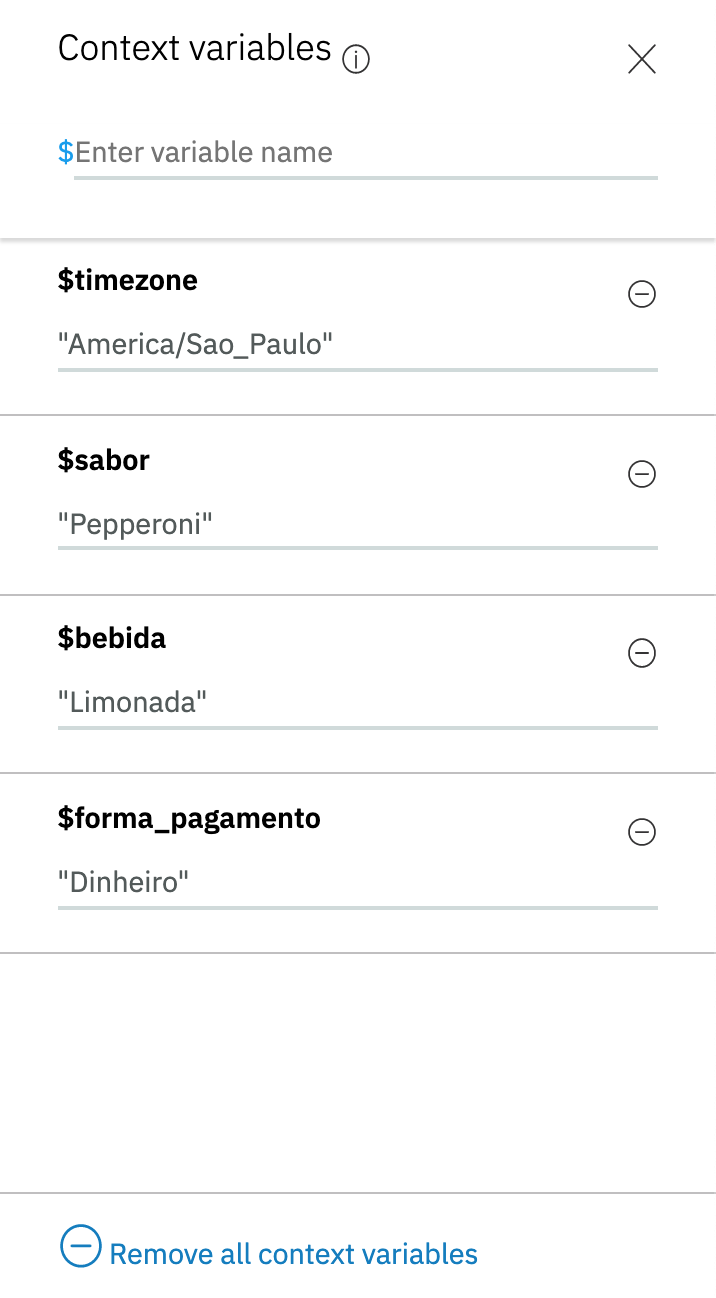 Context variables
$Enter variable name
$timezone
"America/Sao_Paulo"
$sabor
"Pepperoni"
$bebida
"Limonada"
$forma_pagamento
"Dinheiro"
Remove all context variables